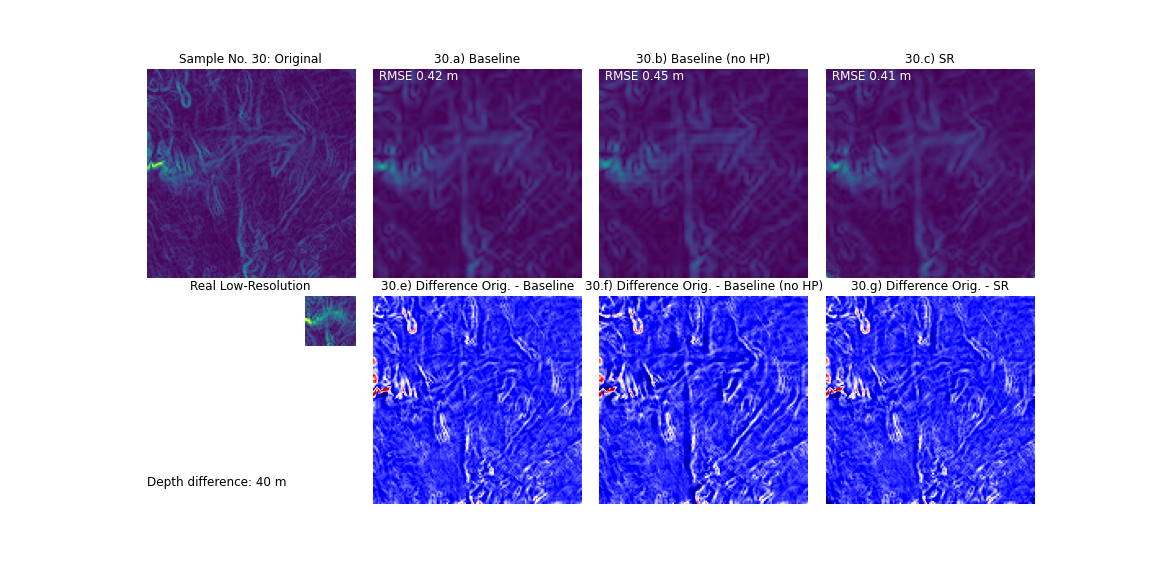 Sample No. 30: Original
30.a) Baseline
30.b) Baseline (no HP)
30.c) SR
RMSE 0.42 m
RMSE 0.45 m
RMSE 0.41 m
Real Low-Resolution
30.e) Difference Orig. - Baseline
30.f) Difference Orig. - Baseline (no HP)
30.g) Difference Orig. - SR
Depth difference: 40 m